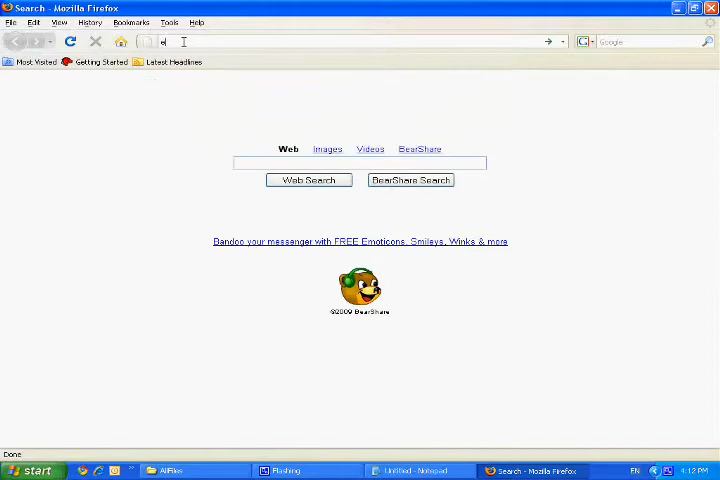 Search - Mozilla Firefox
File Edit View History Bookmarks Tools Help
e
Google
Most Visited Getting Started Latest Headlines
Web Images Videos BearShare
Web Search BearShare Search
Bandoo your messenger with FREE Emoticons, Smileys, Winks & more
©2009 BearShare
Done
start AllFiles Flashing Untitled - Notepad Search - Mozilla Firefox EN 4:12 PM